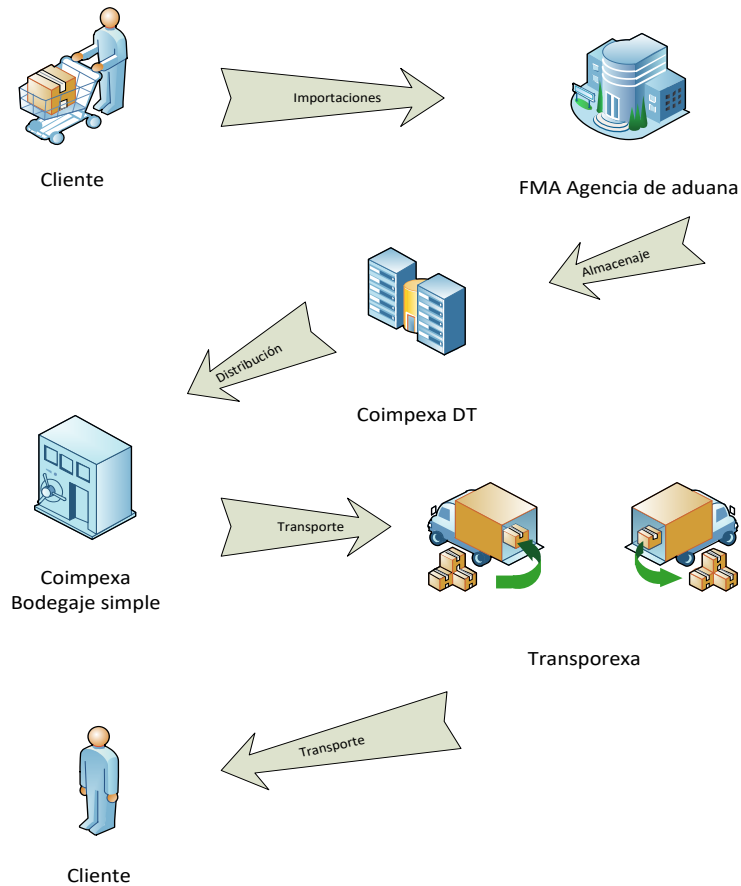 Importaciones
Cliente
FMA Agencia de aduana
Almacenaje
Distribución
Coimpexa DT
Transporte
Coimpexa
Bodegaje simple
Transporexa
Transporte
Cliente